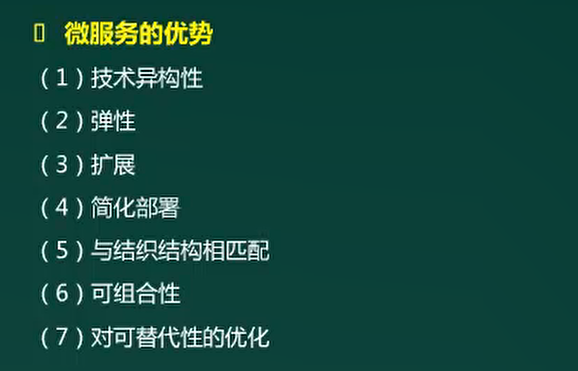 微服务的优势
（1）技术异构性
（2）弹性
（3）扩展
（4）简化部署
（5）与结织结构相匹配
（6）可组合性
（7）对可替代性的优化